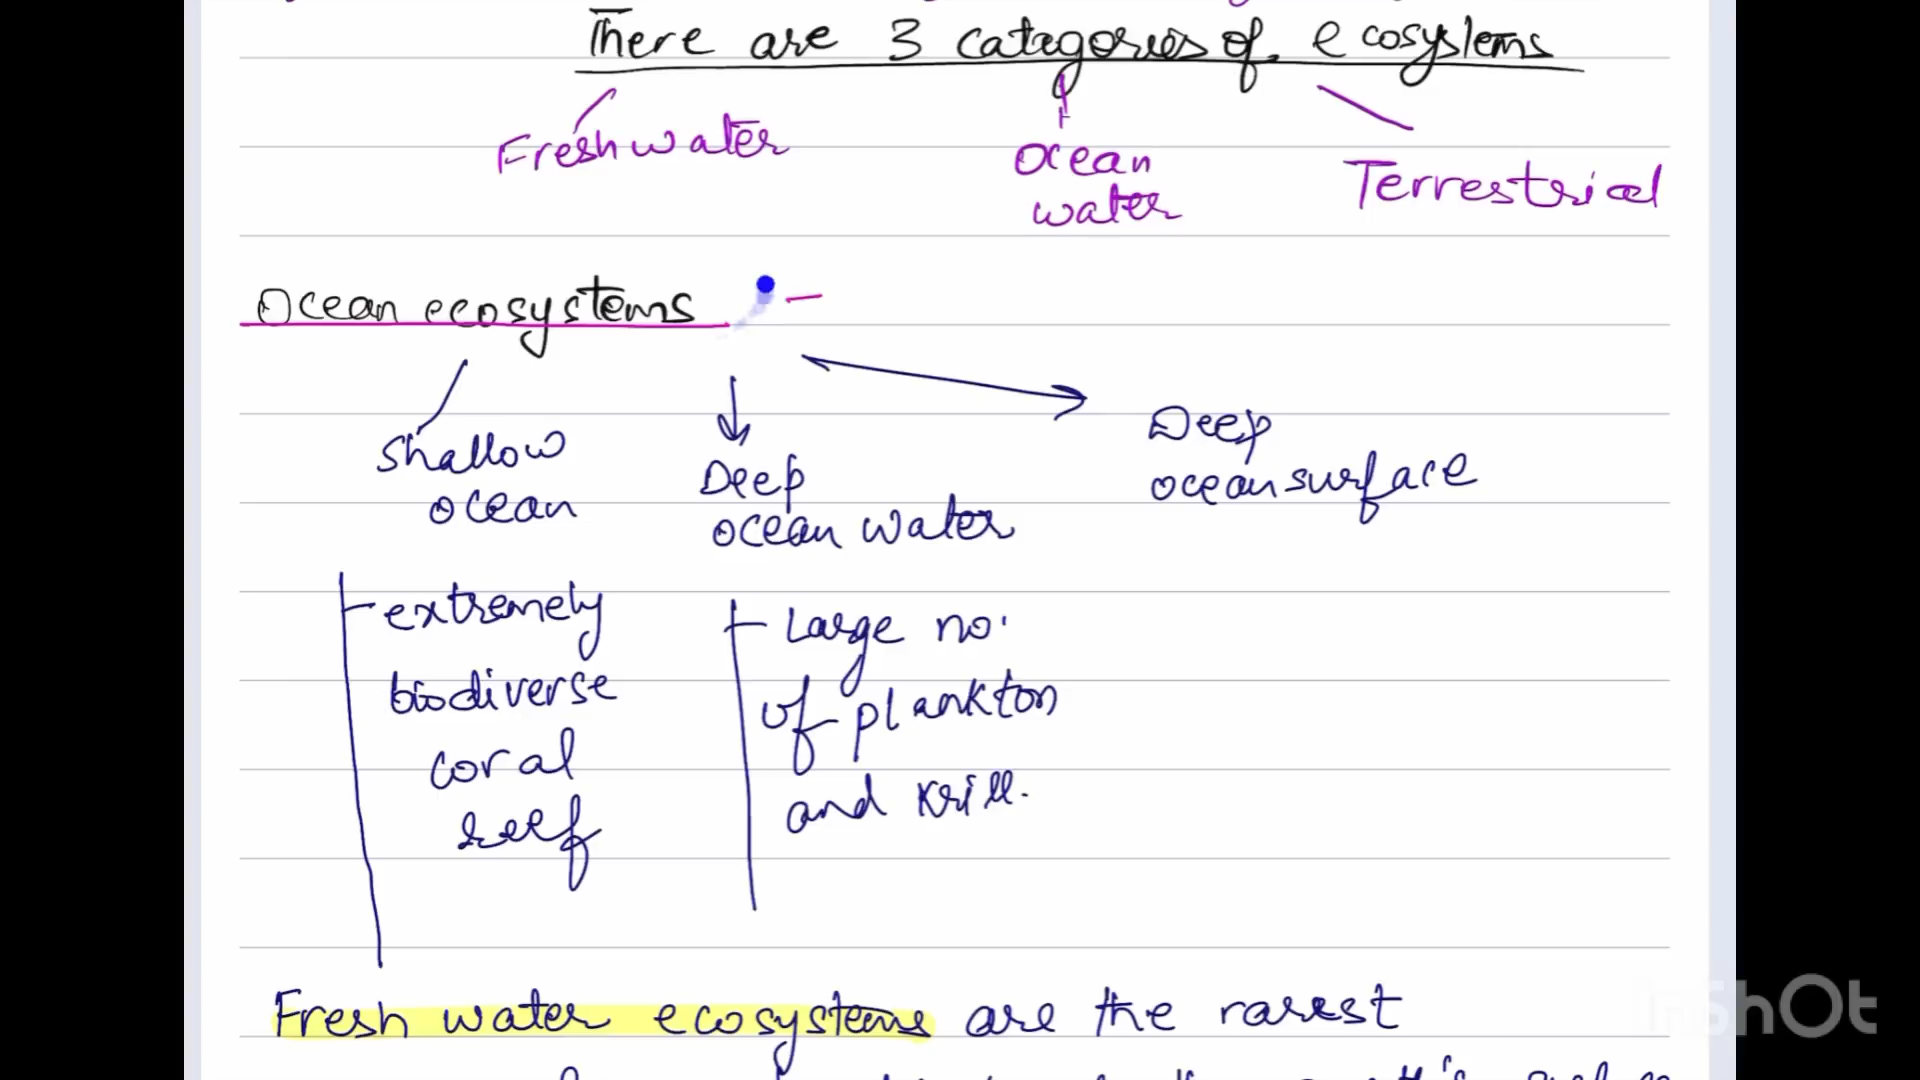 There are 3 categories of ecosystems
Freshwater
Ocean
water
Terrestrial
Ocean ecosystems -
Shallow
ocean
Deep
ocean water
Deep
ocean surface
- extremely
biodiverse
coral
reef
- Large no.
of plankton
and krill.
Fresh water ecosystems are the rarest
InShOt